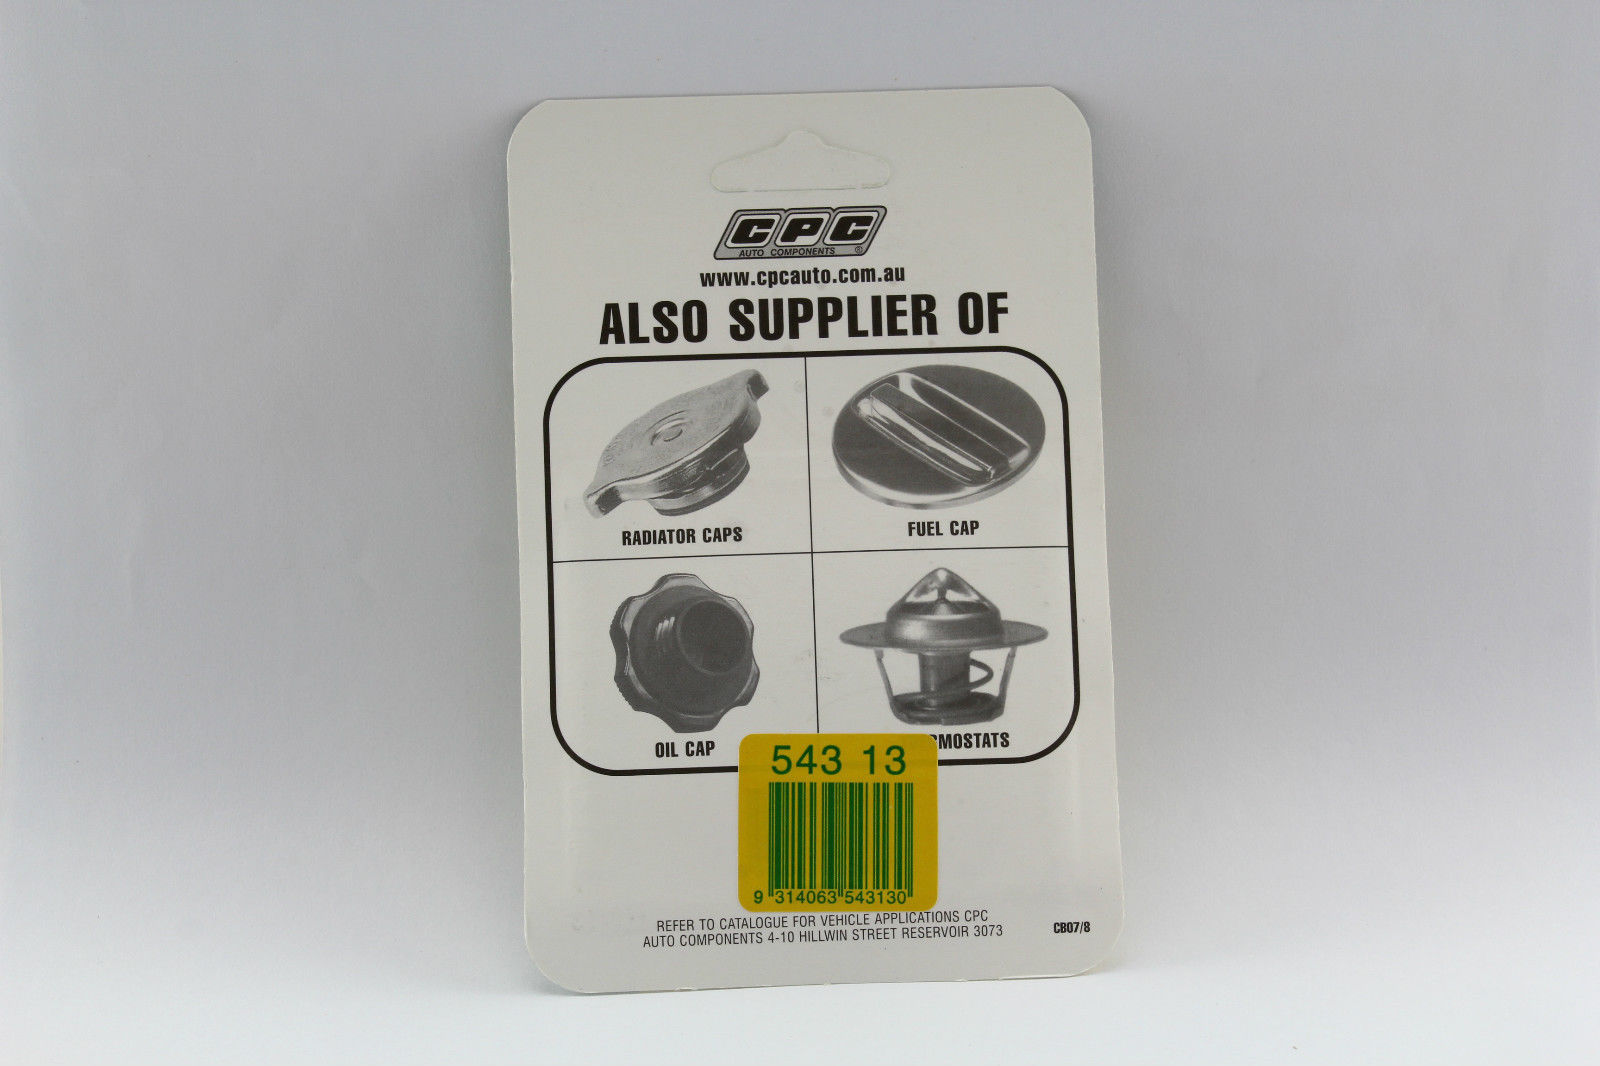 CPC
AUTO COMPONENTS ®
www.cpcauto.com.au
ALSO SUPPLIER OF
RADIATOR CAPS
FUEL CAP
OIL CAP
RMOSTATS
543 13
9 314063 543130
REFER TO CATALOGUE FOR VEHICLE APPLICATIONS CPC
AUTO COMPONENTS 4-10 HILLWIN STREET RESERVOIR 3073
CB07/8